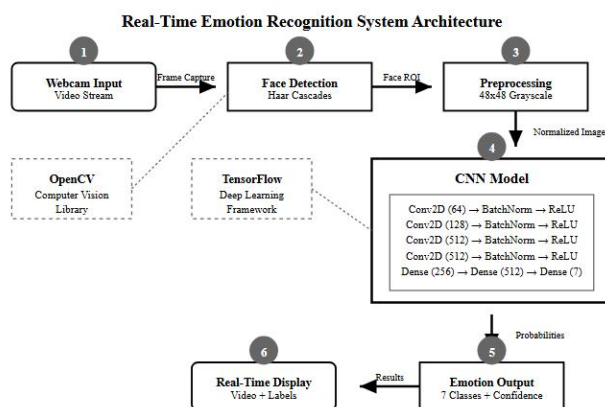 Real-Time Emotion Recognition System Architecture
1
Webcam Input
Video Stream
Frame Capture
2
Face Detection
Haar Cascades
Face ROI
3
Preprocessing
48x48 Grayscale
Normalized Image
OpenCV
Computer Vision
Library
TensorFlow
Deep Learning
Framework
4
CNN Model
Conv2D (64) → BatchNorm → ReLU
Conv2D (128) → BatchNorm → ReLU
Conv2D (512) → BatchNorm → ReLU
Conv2D (512) → BatchNorm → ReLU
Dense (256) → Dense (512) → Dense (7)
Probabilities
5
Emotion Output
7 Classes + Confidence
Results
6
Real-Time Display
Video + Labels